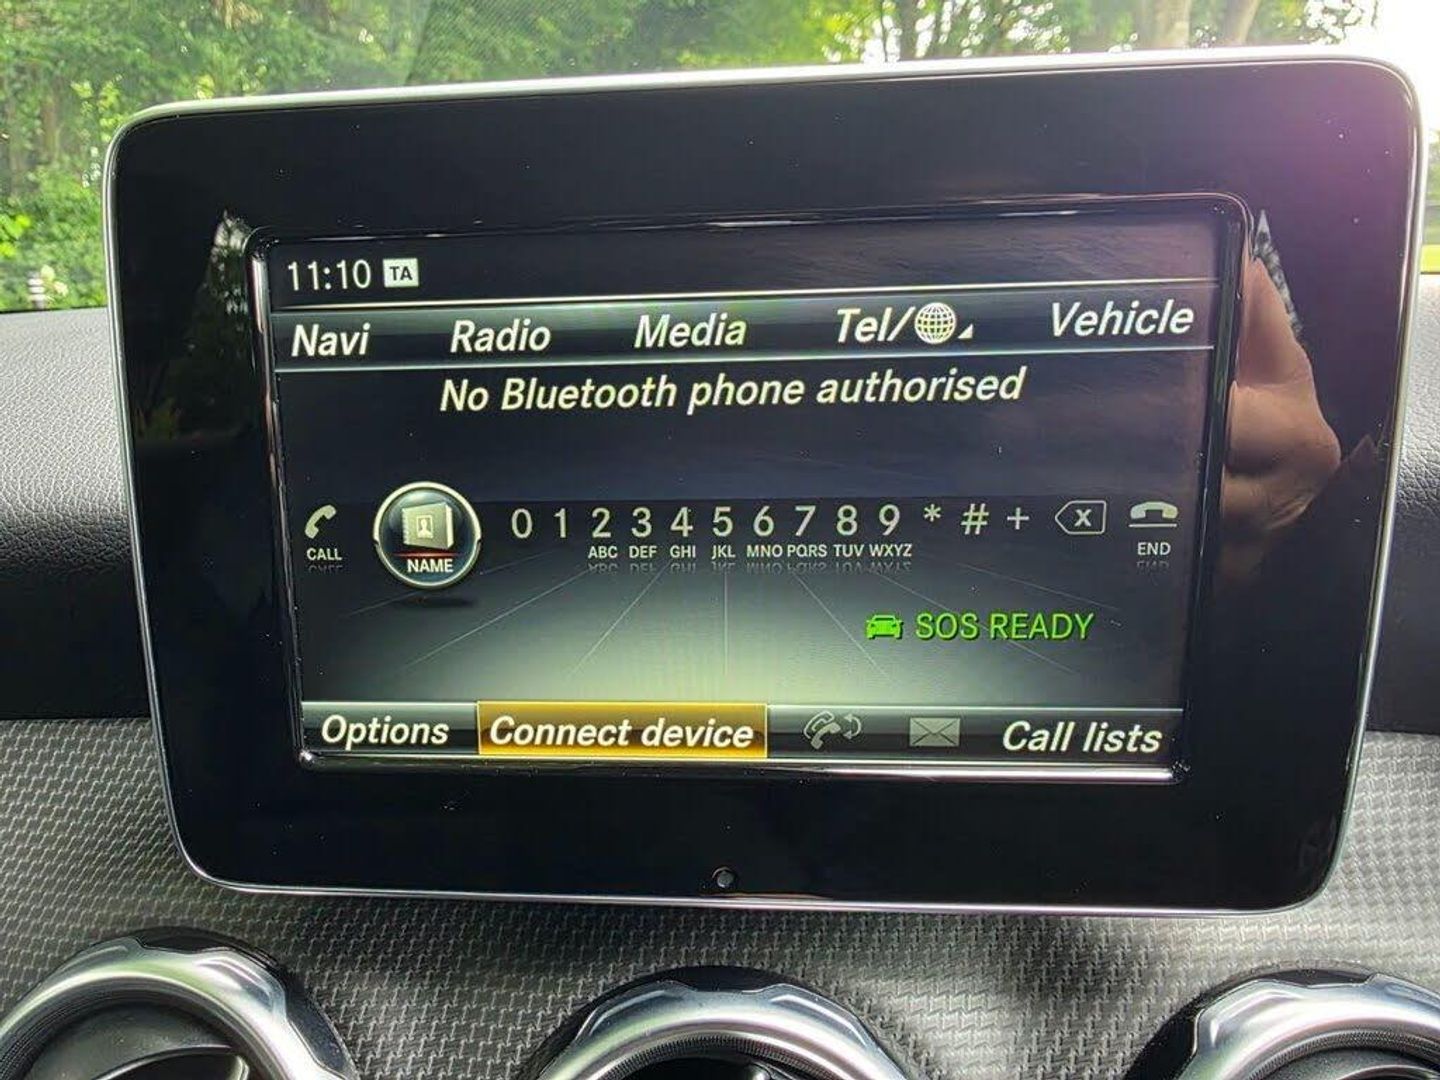 11:10 TA
Navi Radio Media Tel/ Vehicle
No Bluetooth phone authorised
0 1 2 3 4 5 6 7 8 9 * # + X
CALL NAME ABC DEF GHI JKL MNO PQRS TUV WXYZ END
SOS READY
Options Connect device Call lists